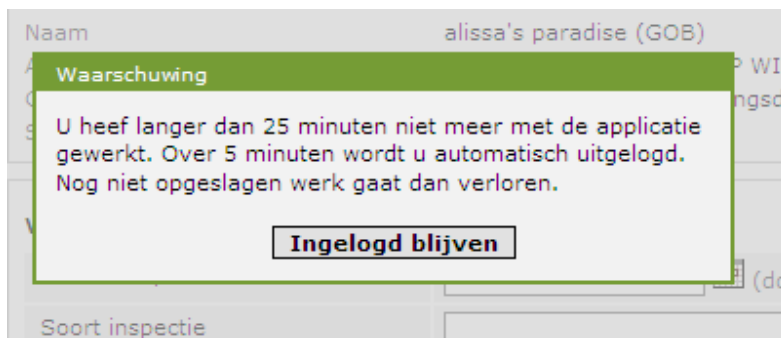 Naam alissa's paradise (GOB)
Waarschuwing
U heef langer dan 25 minuten niet meer met de applicatie
gewerkt. Over 5 minuten wordt u automatisch uitgelogd.
Nog niet opgeslagen werk gaat dan verloren.
Ingelogd blijven
Soort inspectie